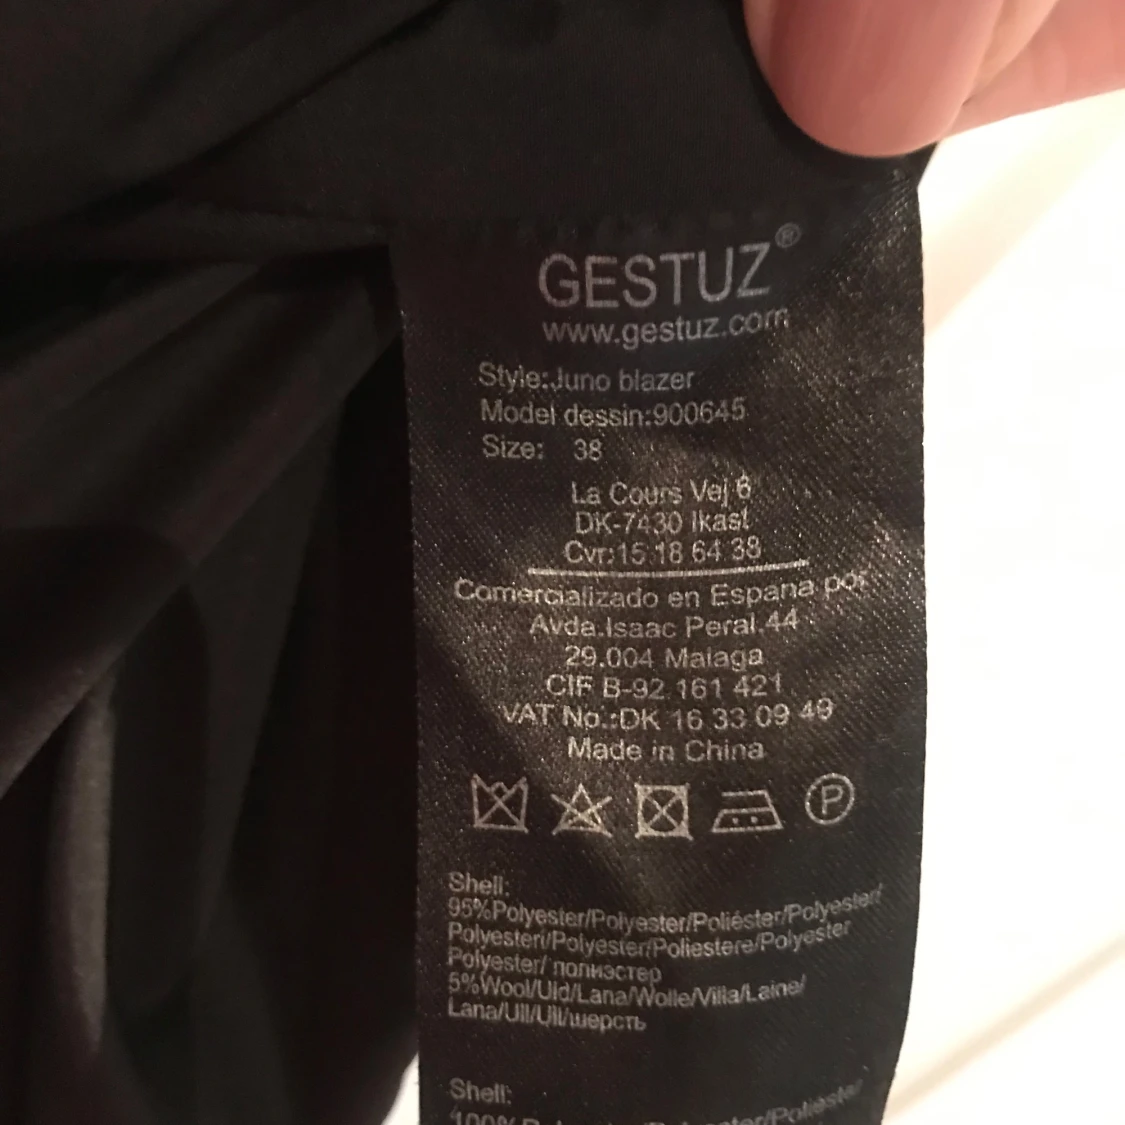 GESTUZ®
www.gestuz.com
Style:Juno blazer
Model dessin:900645
Size: 38
La Cours Vej 6
DK-7430 Ikast
Cvr:15 18 64 38
Comercializado en Espana por
Avda.Isaac Peral.44
29.004 Malaga
CIF B-92 161 421
VAT No.:DK 16 33 09 49
Made in China
P
Shell:
95%Polyester/Polyester/Poliéster/Polyester/
Polyesteri/Polyester/Poliestere/Polyester
Polyester/ полиэстер
5%Wool/Uld/Lana/Wolle/Villa/Laine/
Lana/Ull/Ull/шерсть
Shell: